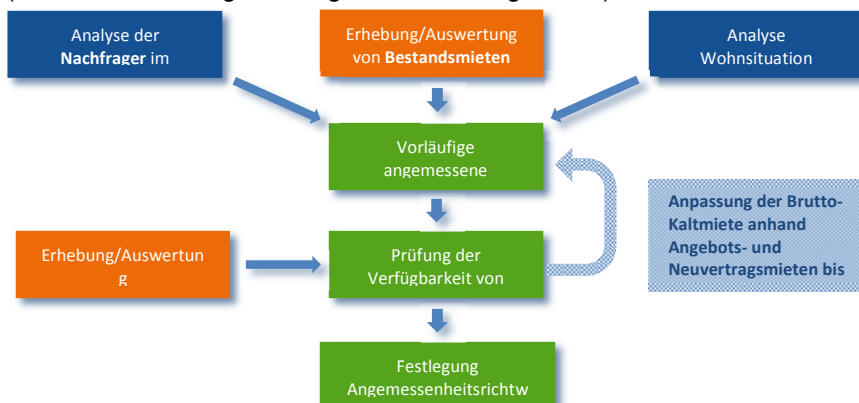 Analyse der
Nachfrager im
Erhebung/Auswertung
von Bestandsmieten
Analyse
Wohnsituation
Vorläufige
angemessene
Anpassung der Brutto-
Kaltmiete anhand
Angebots- und
Neuvertragsmieten bis
Erhebung/Auswertun
g
Prüfung der
Verfügbarkeit von
Festlegung
Angemessenheitsrichtw